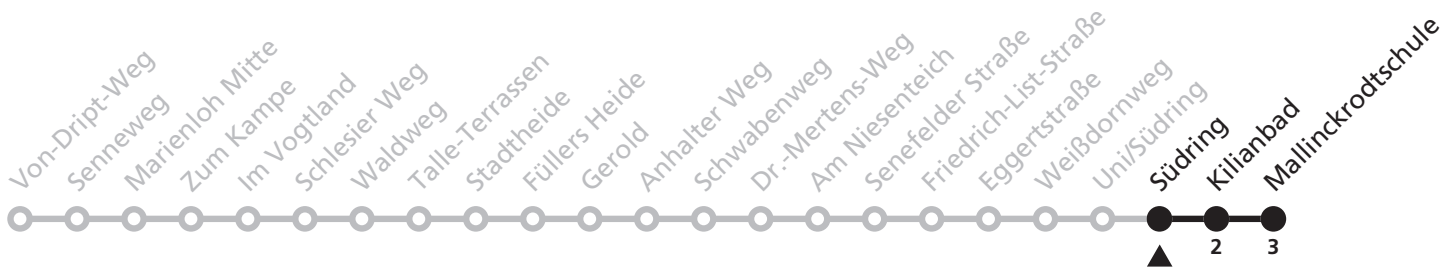 Von-Dript-Weg
Senneweg
Marienloh Mitte
Zum Kampe
Im Vogtland
Schlesier Weg
Waldweg
Talle-Terrassen
Stadtheide
Füllers Heide
Gerold
Anhalter Weg
Schwabenweg
Dr.-Mertens-Weg
Am Niesenteich
Senefelder Straße
Friedrich-List-Straße
Eggertstraße
Weißdornweg
Uni/Südring
Südring
Kilianbad
Mallinckrodtschule
2
3